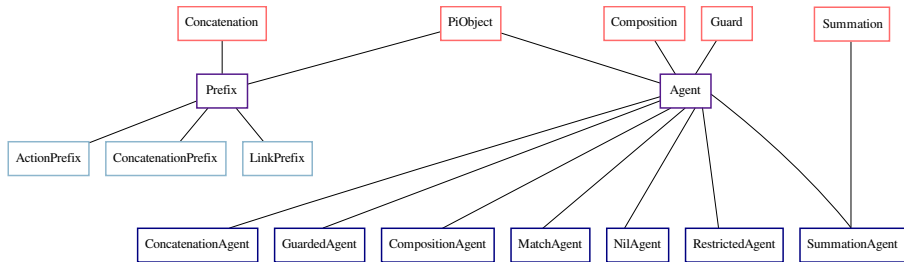 Concatenation
PiObject
Composition
Guard
Summation
Prefix
Agent
ActionPrefix
ConcatenationPrefix
LinkPrefix
ConcatenationAgent
GuardedAgent
CompositionAgent
MatchAgent
NilAgent
RestrictedAgent
SummationAgent